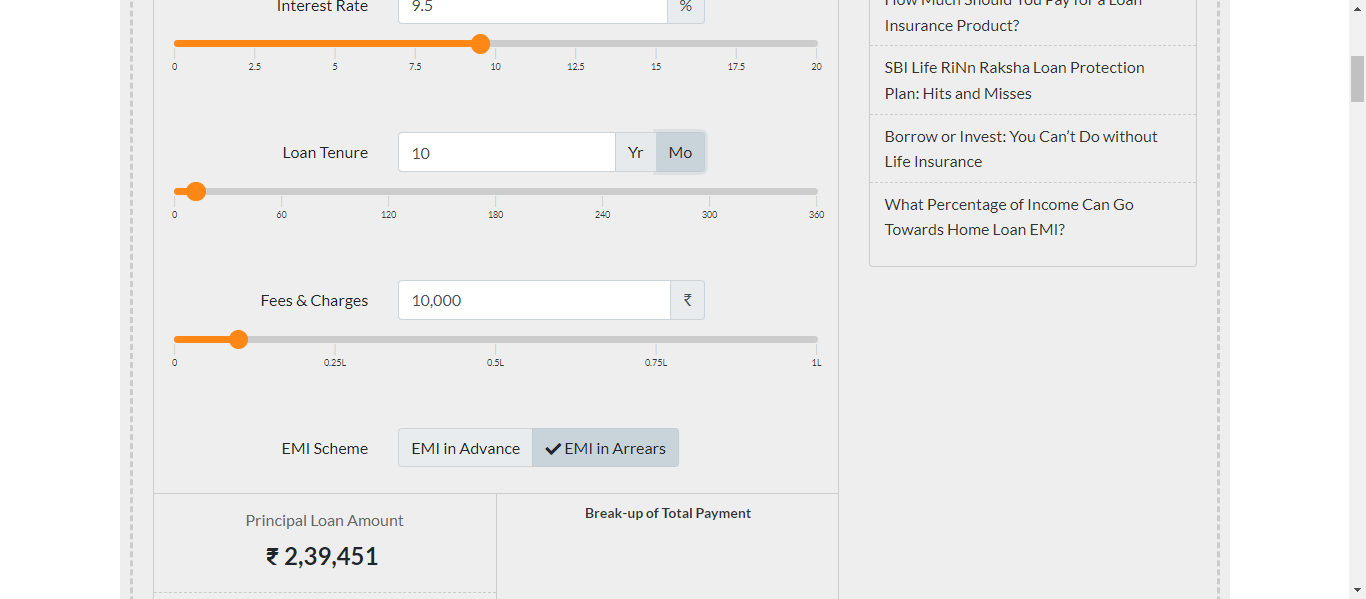 Interest Rate 9.5 %
0 2.5 5 7.5 10 12.5 15 17.5 20
Loan Tenure 10 Yr Mo
0 60 120 180 240 300 360
Fees & Charges 10,000 ₹
0 0.25L 0.5L 0.75L 1L
EMI Scheme EMI in Advance EMI in Arrears
Principal Loan Amount
₹ 2,39,451
Break-up of Total Payment
How Much Should You Pay for a Loan
Insurance Product?
SBI Life RiNn Raksha Loan Protection
Plan: Hits and Misses
Borrow or Invest: You Can’t Do without
Life Insurance
What Percentage of Income Can Go
Towards Home Loan EMI?